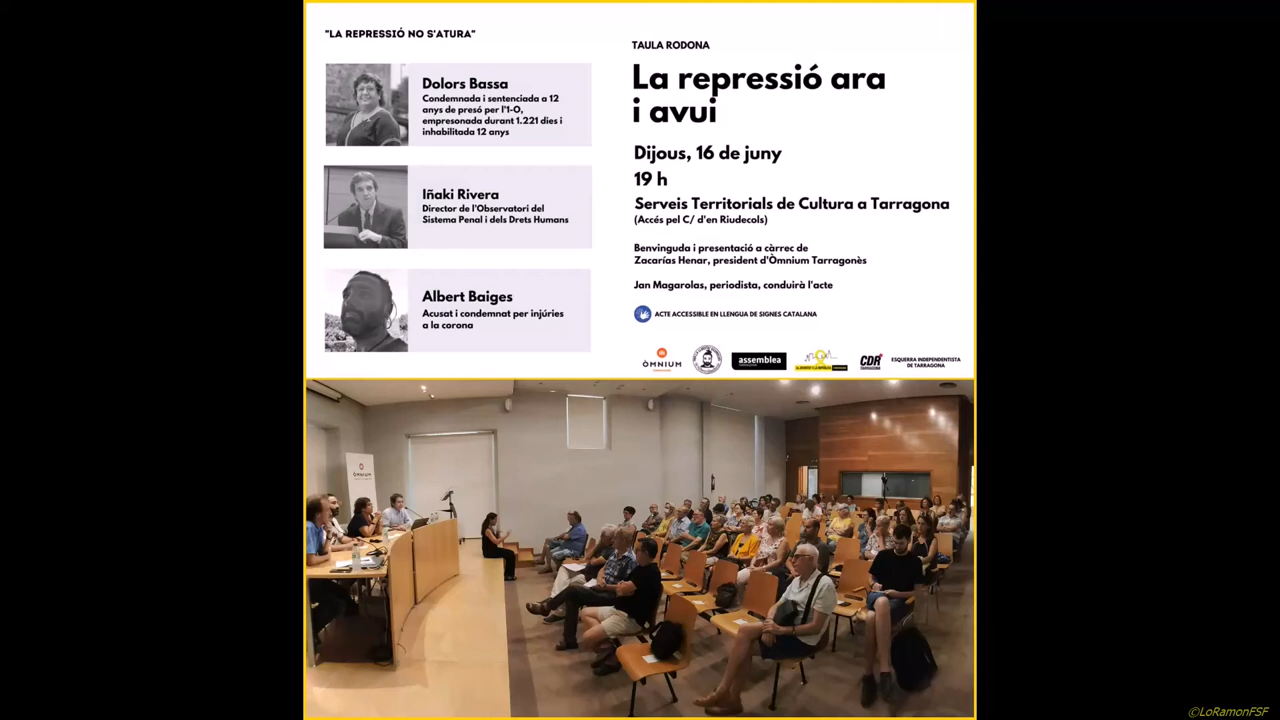 "LA REPRESSIÓ NO S'ATURA"
Dolors Bassa
Condemnada i sentenciada a 12
anys de presó per l'1-O,
empresonada durant 1.221 dies i
inhabilitada 12 anys
Iñaki Rivera
Director de l'Observatori del
Sistema Penal i dels Drets Humans
Albert Baiges
Acusat i condemnat per injúries
a la corona
TAULA RODONA
La repressió ara
i avui
Dijous, 16 de juny
19 h
Serveis Territorials de Cultura a Tarragona
(Accés pel C/ d'en Riudecols)
Benvinguda i presentació a càrrec de
Zacarías Henar, president d'Òmnium Tarragonès
Jan Magarolas, periodista, conduirà l'acte
ACTE ACCESSIBLE EN LLENGUA DE SIGNES CATALANA
ÒMNIUM
assemblea
CDR
TARRAGONA
ESQUERRA INDEPENDENTISTA
DE TARRAGONA
ÒMNIUM
©LoRamonFSF